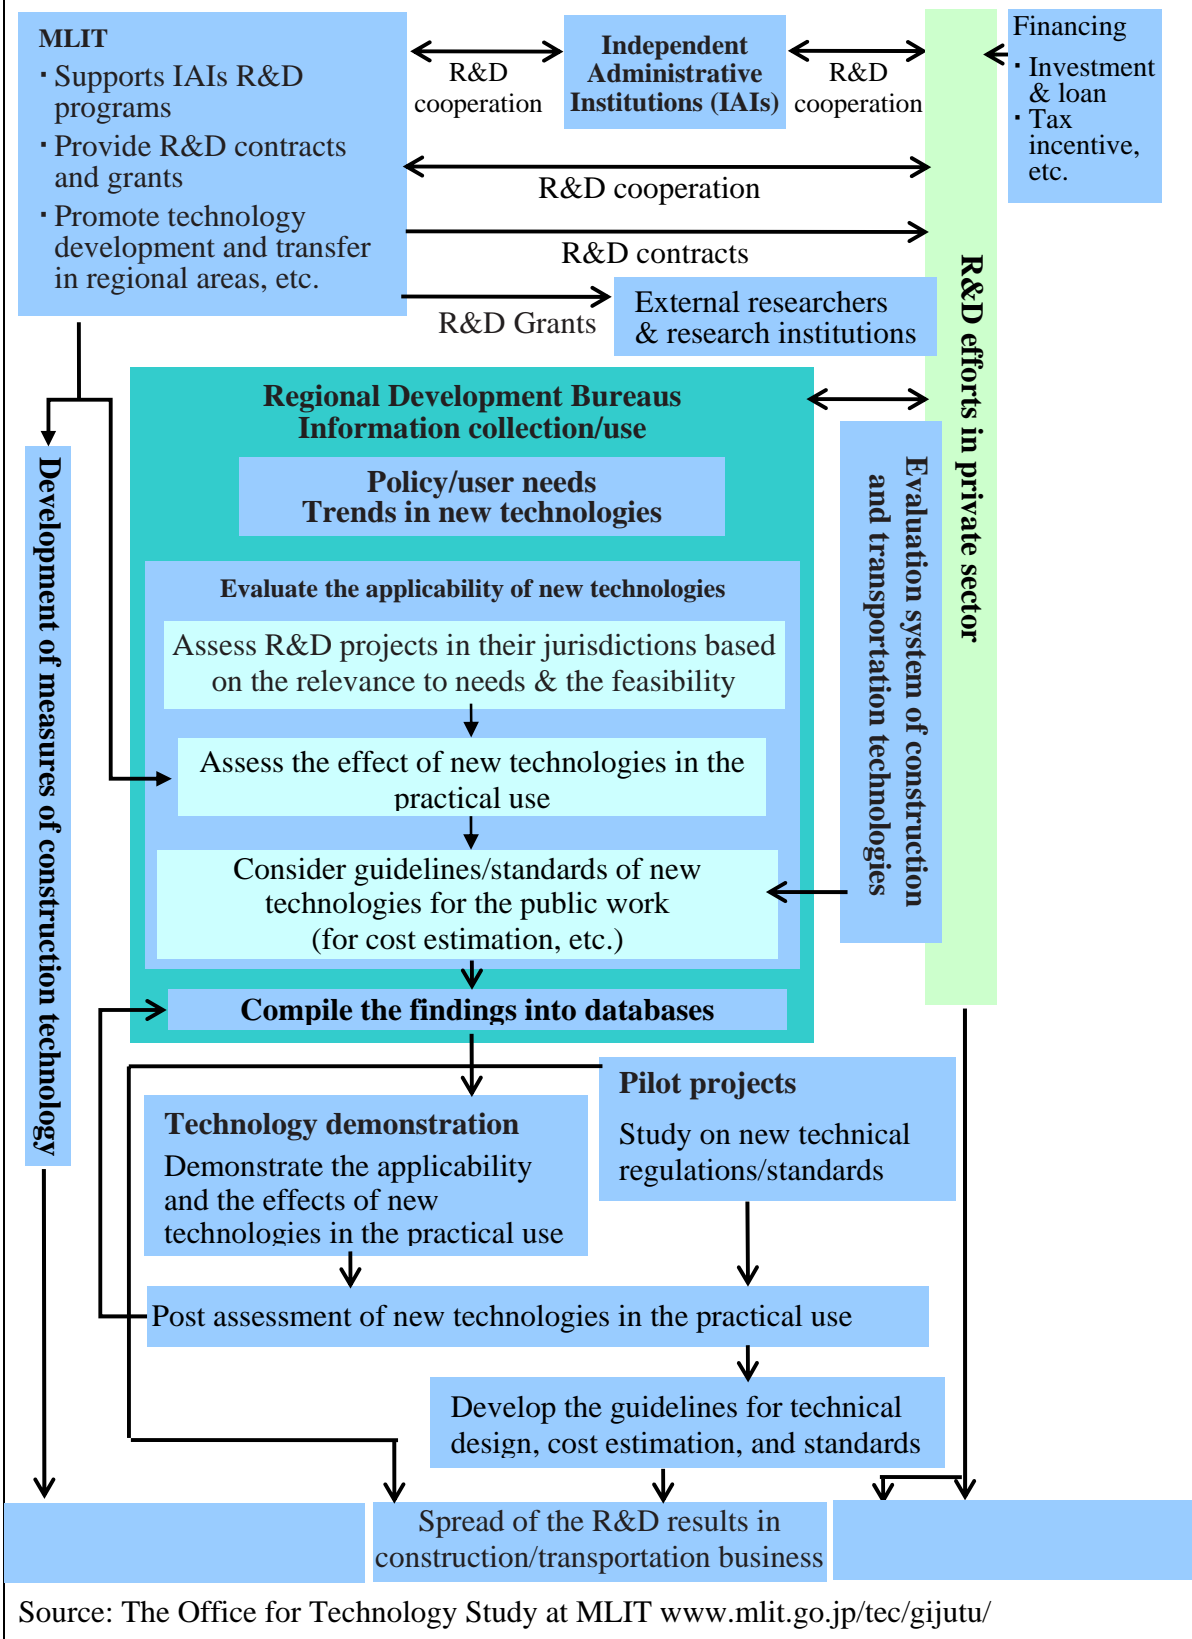 MLIT
· Supports IAIs R&D
programs
· Provide R&D contracts
and grants
· Promote technology
development and transfer
in regional areas, etc.
R&D
cooperation
Independent
Administrative
Institutions (IAIs)
R&D
cooperation
Financing
· Investment
& loan
· Tax
incentive,
etc.
R&D cooperation
R&D contracts
R&D Grants
External researchers
& research institutions
R&D efforts in private sector
Regional Development Bureaus
Information collection/use
Policy/user needs
Trends in new technologies
Evaluate the applicability of new technologies
Assess R&D projects in their jurisdictions based
on the relevance to needs & the feasibility
Assess the effect of new technologies in the
practical use
Consider guidelines/standards of new
technologies for the public work
(for cost estimation, etc.)
Compile the findings into databases
Evaluation system of construction
and transportation technologies
Development of measures of construction technology
Pilot projects
Study on new technical
regulations/standards
Technology demonstration
Demonstrate the applicability
and the effects of new
technologies in the practical use
Post assessment of new technologies in the practical use
Develop the guidelines for technical
design, cost estimation, and standards
Spread of the R&D results in
construction/transportation business
Source: The Office for Technology Study at MLIT www.mlit.go.jp/tec/gijutu/